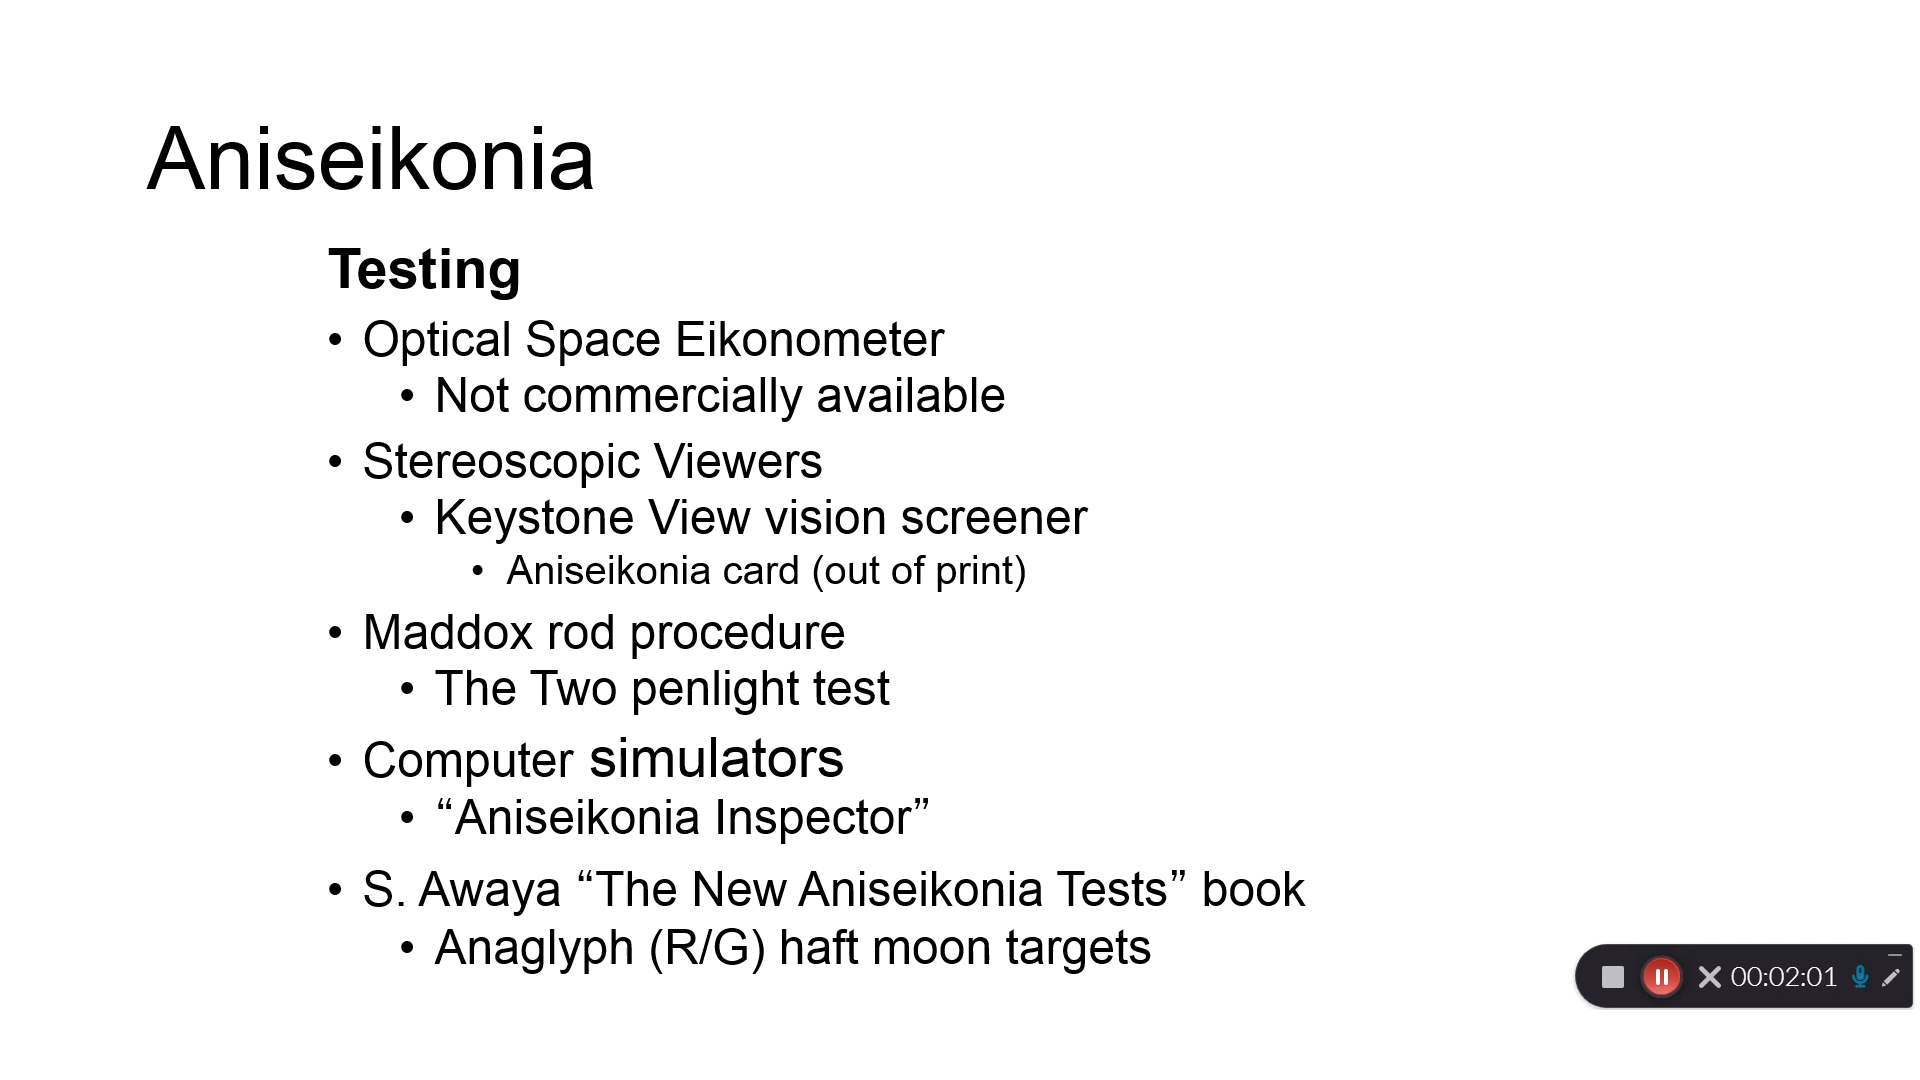 Aniseikonia
Testing
• Optical Space Eikonometer
• Not commercially available
• Stereoscopic Viewers
• Keystone View vision screener
• Aniseikonia card (out of print)
• Maddox rod procedure
• The Two penlight test
• Computer simulators
• “Aniseikonia Inspector”
• S. Awaya “The New Aniseikonia Tests” book
• Anaglyph (R/G) haft moon targets
00:02:01